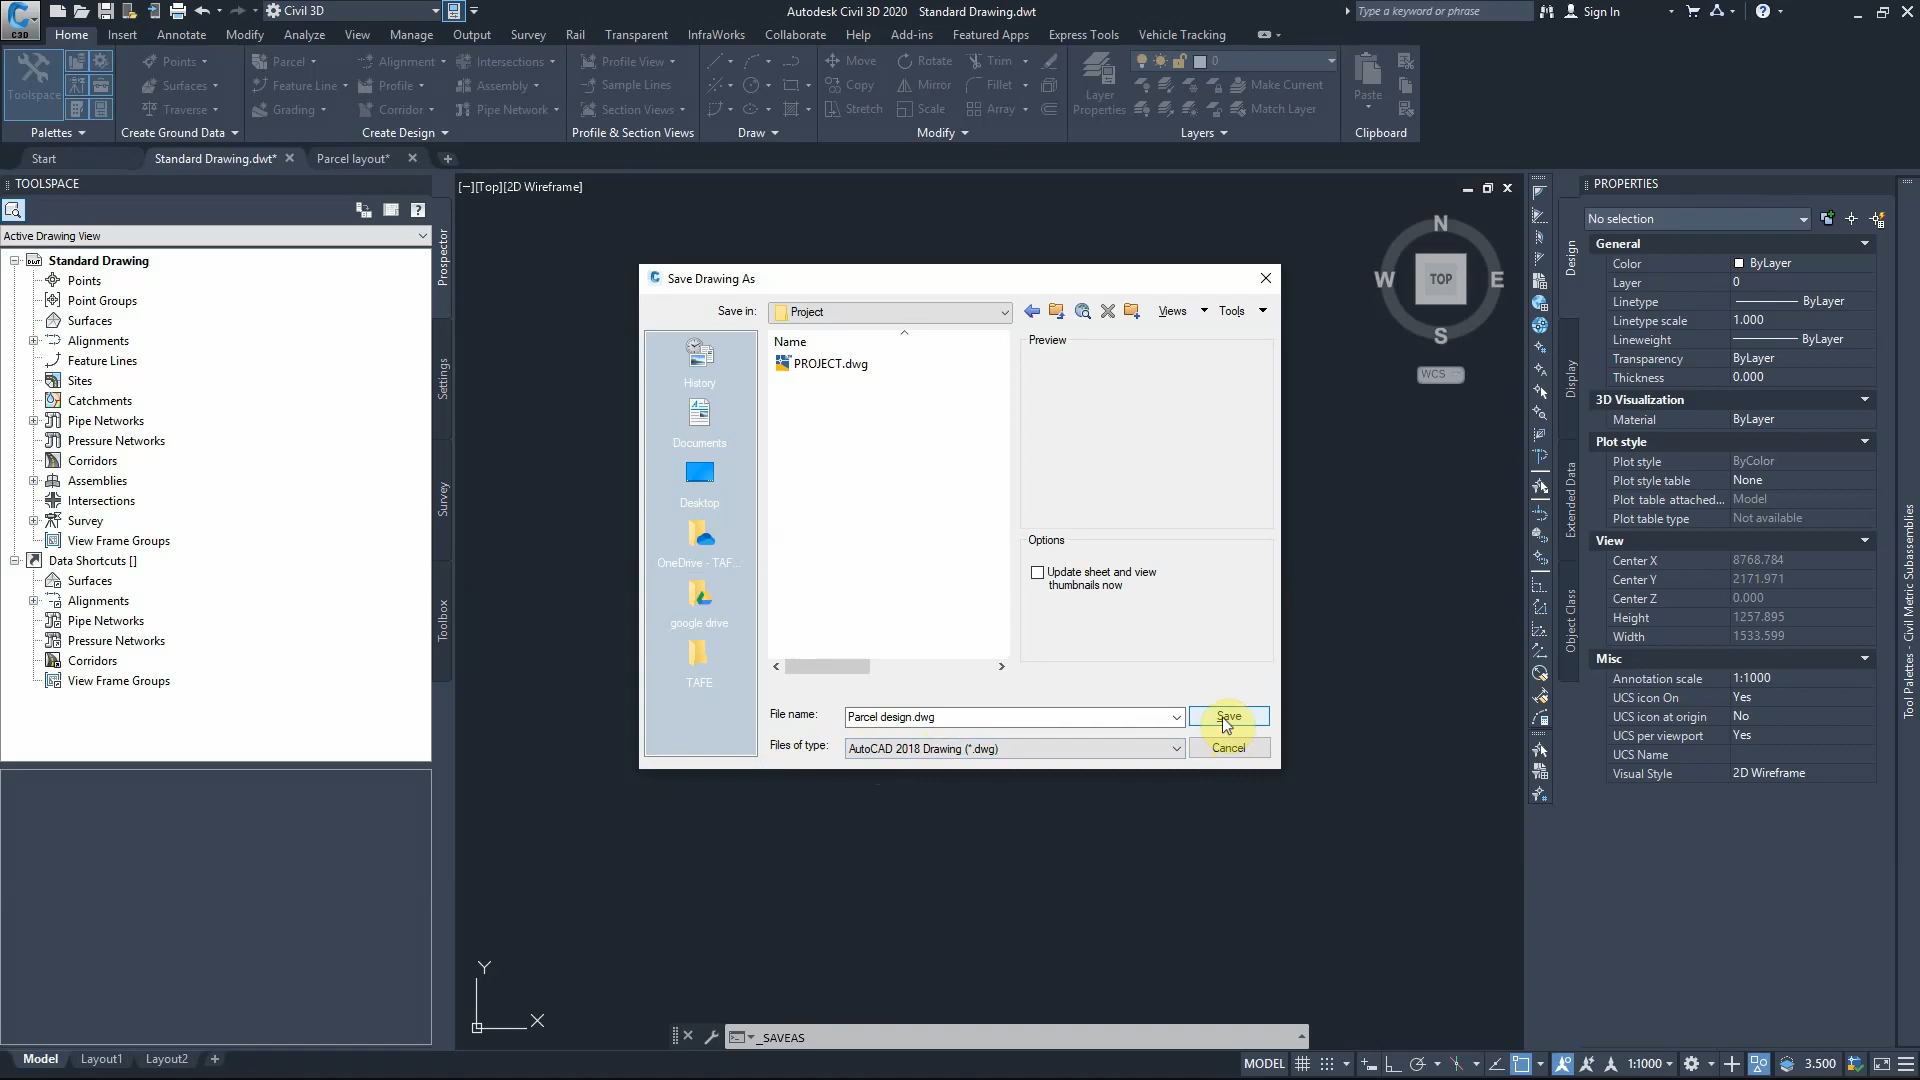 Civil 3D
Autodesk Civil 3D 2020 Standard Drawing.dwt
Type a keyword or phrase
Sign In
C3D
Home Insert Annotate Modify Analyze View Manage Output Survey Rail Transparent InfraWorks Collaborate Help Add-ins Featured Apps Express Tools Vehicle Tracking
Toolspace
Points Parcel Alignment Intersections Profile View Move Rotate Trim 0
Surfaces Feature Line Profile Assembly Sample Lines Copy Mirror Fillet Make Current
Traverse Grading Corridor Pipe Network Section Views Stretch Scale Array Match Layer
Layer Properties
Paste
Palettes Create Ground Data Create Design Profile & Section Views Draw Modify Layers Clipboard
Start Standard Drawing.dwt* Parcel layout*
TOOLSPACE
Active Drawing View
Standard Drawing
Points
Point Groups
Surfaces
Alignments
Feature Lines
Sites
Catchments
Pipe Networks
Pressure Networks
Corridors
Assemblies
Intersections
Survey
View Frame Groups
Data Shortcuts []
Surfaces
Alignments
Pipe Networks
Pressure Networks
Corridors
View Frame Groups
Prospector
Settings
Survey
Toolbox
[−][Top][2D Wireframe]
N
W TOP E
S
WCS
Save Drawing As
Save in: Project
Views Tools
History
Documents
Desktop
OneDrive - TAF...
google drive
TAFE
Name
PROJECT.dwg
Preview
Options
Update sheet and view
thumbnails now
File name: Parcel design.dwg Save
Files of type: AutoCAD 2018 Drawing (*.dwg) Cancel
Y
X
_SAVEAS
PROPERTIES
No selection
Design
Display
Extended Data
Object Class
General
Color ByLayer
Layer 0
Linetype ByLayer
Linetype scale 1.000
Lineweight ByLayer
Transparency ByLayer
Thickness 0.000
3D Visualization
Material ByLayer
Plot style
Plot style ByColor
Plot style table None
Plot table attached... Model
Plot table type Not available
View
Center X 8768.784
Center Y 2171.971
Center Z 0.000
Height 1257.895
Width 1533.599
Misc
Annotation scale 1:1000
UCS icon On Yes
UCS icon at origin No
UCS per viewport Yes
UCS Name
Visual Style 2D Wireframe
Tool Palettes - Civil Metric Subassemblies
Model Layout1 Layout2
MODEL 1:1000 3.500